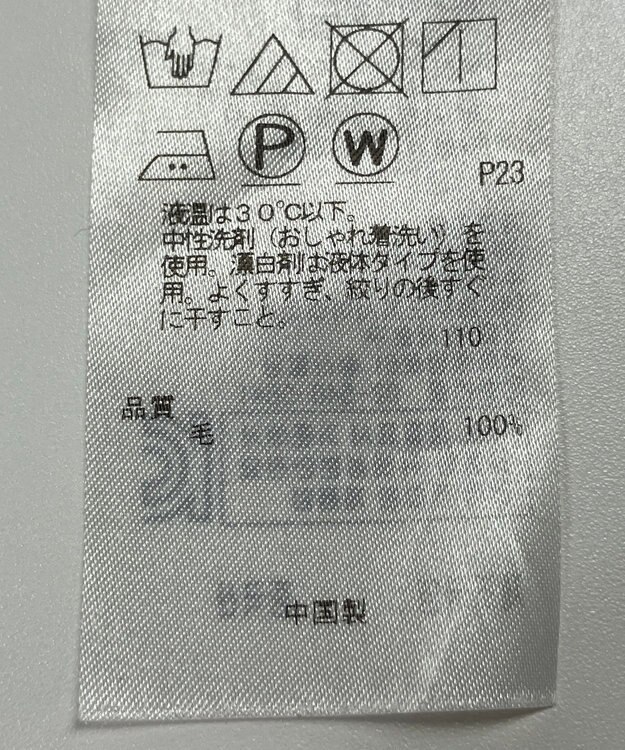 P W
P23
液温は30℃以下。
中性洗剤（おしゃれ着洗い）を
使用。漂白剤は液体タイプを使
用。よくすすぎ、絞りの後すぐ
に干すこと。
110
品質
毛 100%
中国製